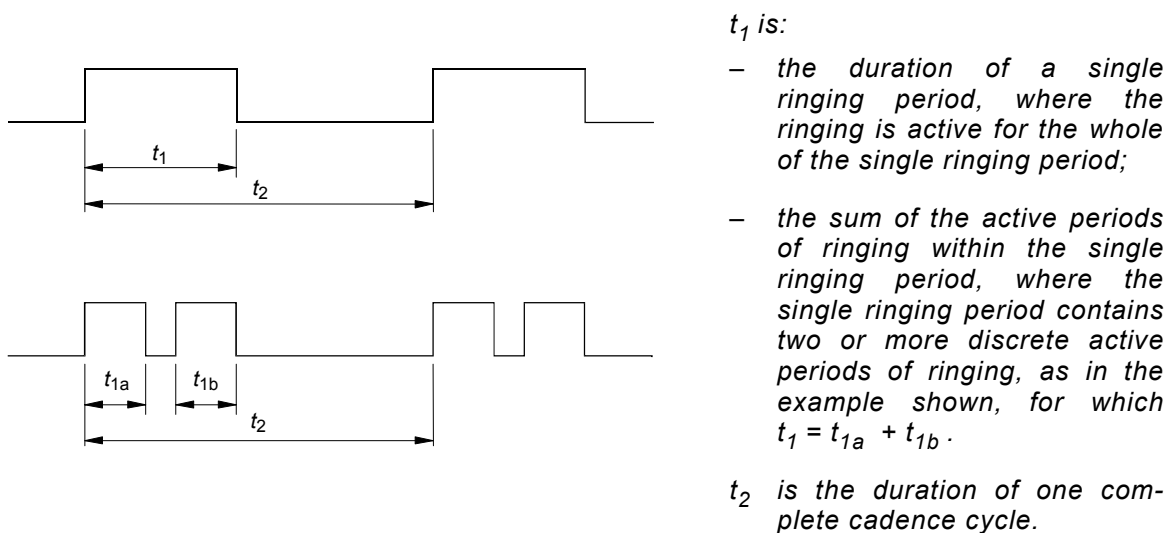 t1
t2
t1a t1b
t2
t1 is:
– the duration of a single
ringing period, where the
ringing is active for the whole
of the single ringing period;
– the sum of the active periods
of ringing within the single
ringing period, where the
single ringing period contains
two or more discrete active
periods of ringing, as in the
example shown, for which
t1 = t1a + t1b .
t2 is the duration of one com-
plete cadence cycle.